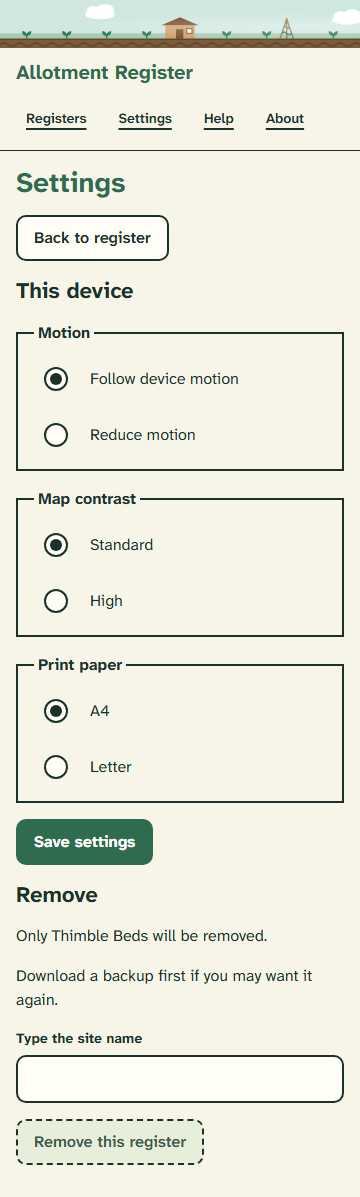 Allotment Register
Registers Settings Help About
Settings
Back to register
This device
Motion
Follow device motion
Reduce motion
Map contrast
Standard
High
Print paper
A4
Letter
Save settings
Remove
Only Thimble Beds will be removed.
Download a backup first if you may want it
again.
Type the site name
Remove this register